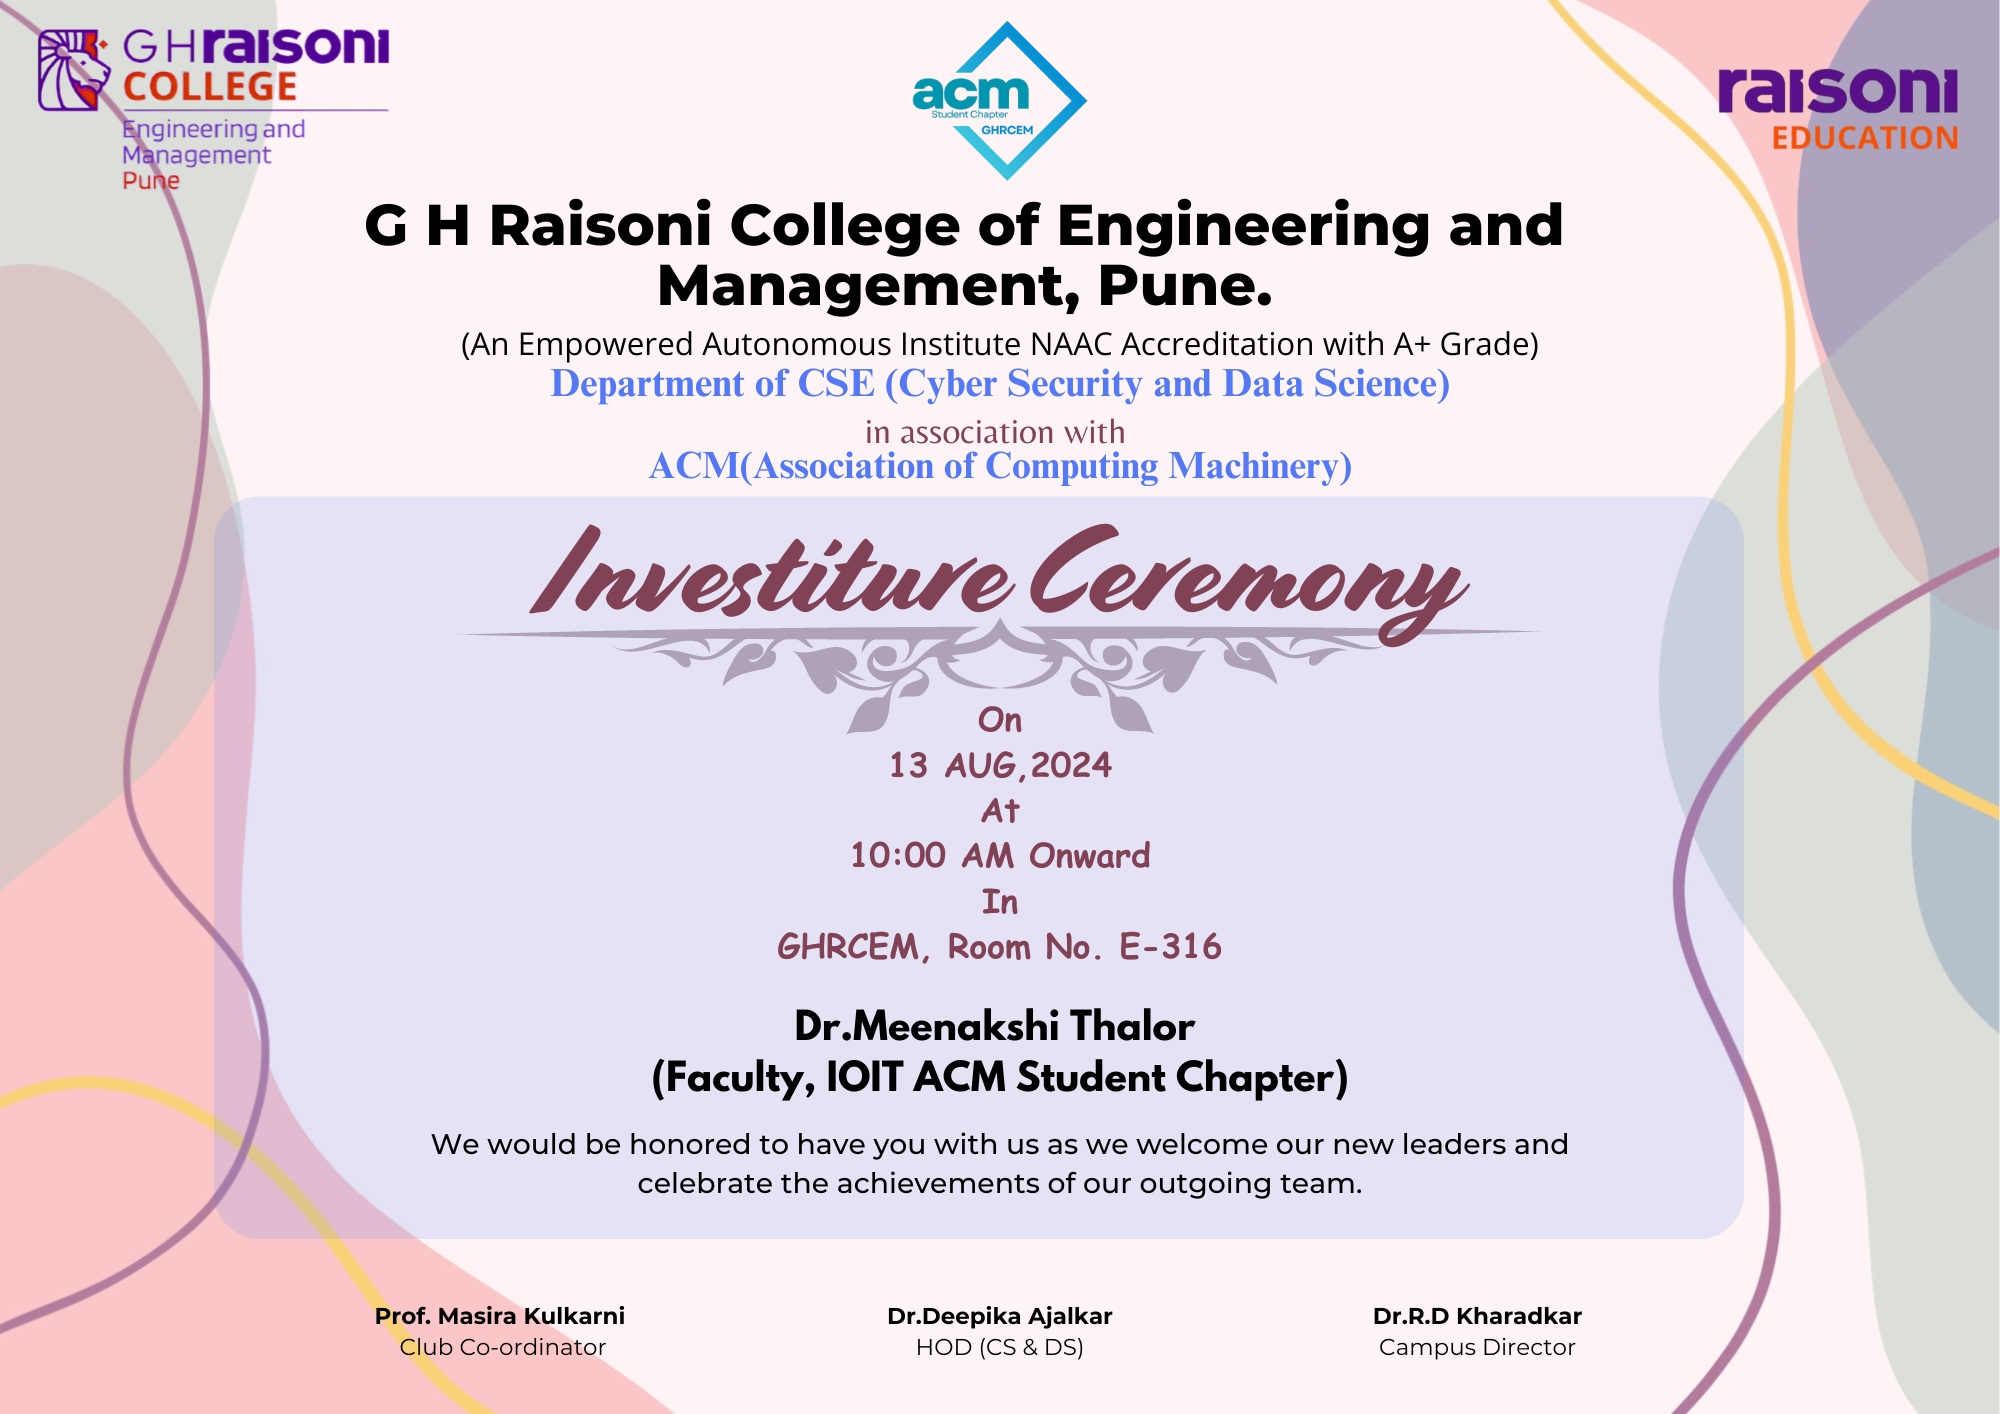 GHraisoni
COLLEGE
Engineering and
Management
Pune
acm
Student Chapter
GHRCEM
raisoni
EDUCATION
G H Raisoni College of Engineering and
Management, Pune.
(An Empowered Autonomous Institute NAAC Accreditation with A+ Grade)
Department of CSE (Cyber Security and Data Science)
in association with
ACM(Association of Computing Machinery)
Investiture Ceremony
On
13 AUG,2024
At
10:00 AM Onward
In
GHRCEM, Room No. E-316
Dr.Meenakshi Thalor
(Faculty, IOIT ACM Student Chapter)
We would be honored to have you with us as we welcome our new leaders and
celebrate the achievements of our outgoing team.
Prof. Masira Kulkarni
Club Co-ordinator
Dr.Deepika Ajalkar
HOD (CS & DS)
Dr.R.D Kharadkar
Campus Director